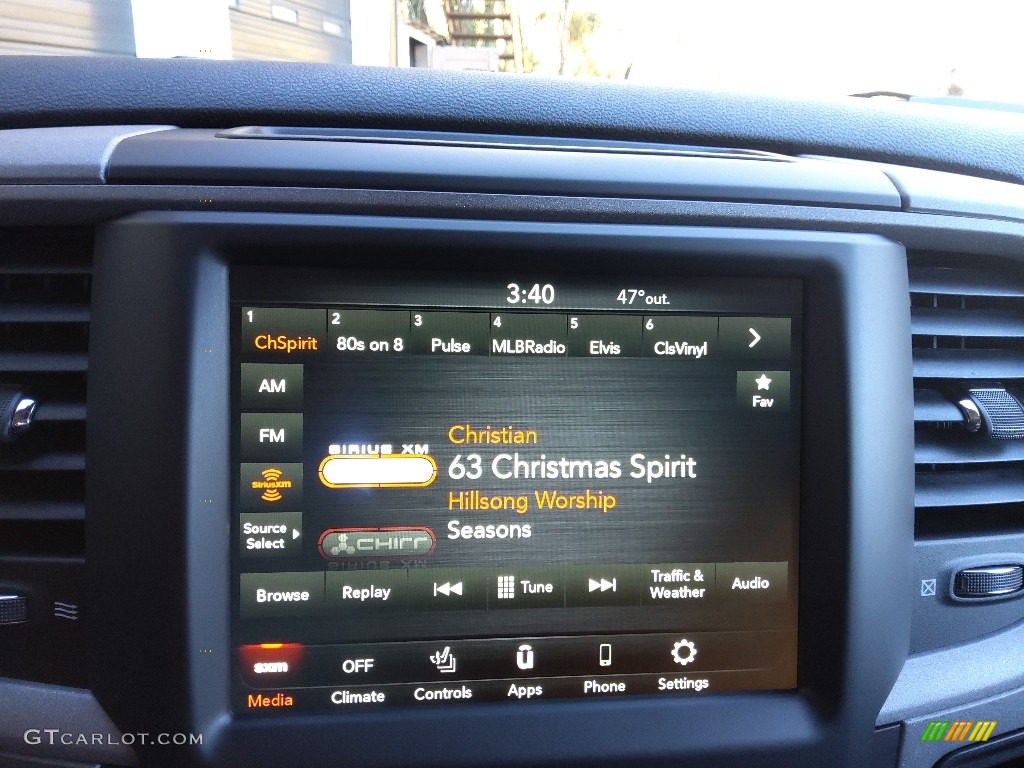 3:40 47°out.
1 2 3 4 5 6
ChSpirit 80s on 8 Pulse MLBRadio Elvis ClsVinyl
AM
Fav
FM
Christian
SIRIUS XM
63 Christmas Spirit
SiriusXM
Hillsong Worship
Source Seasons
Select
Browse Replay Tune Traffic & Audio
Weather
sxm OFF
Media Climate Controls Apps Phone Settings
GTCARLOT.COM